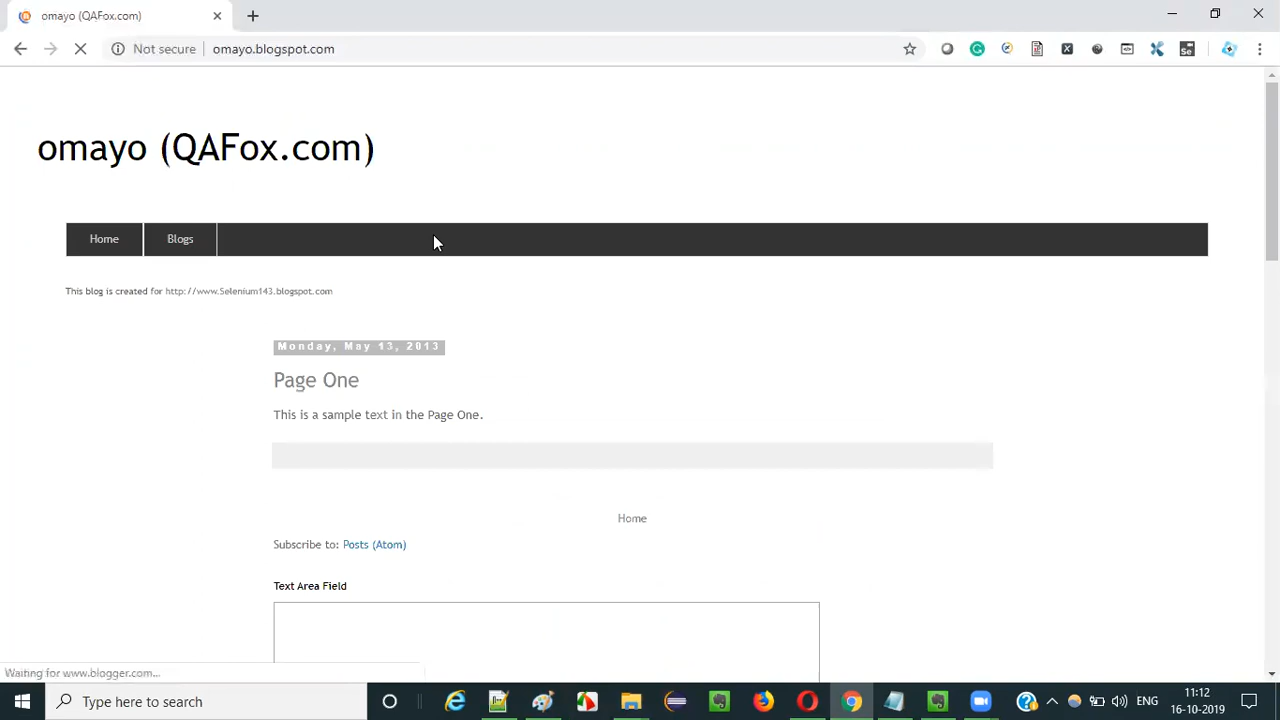 omayo (QAFox.com)
Not secure
omayo.blogspot.com
omayo (QAFox.com)
Home
Blogs
This blog is created for http://www.Selenium143.blogspot.com
Monday, May 13, 2013
Page One
This is a sample text in the Page One.
Home
Subscribe to: Posts (Atom)
Text Area Field
Waiting for www.blogger.com...
Type here to search
ENG
11:12
16-10-2019